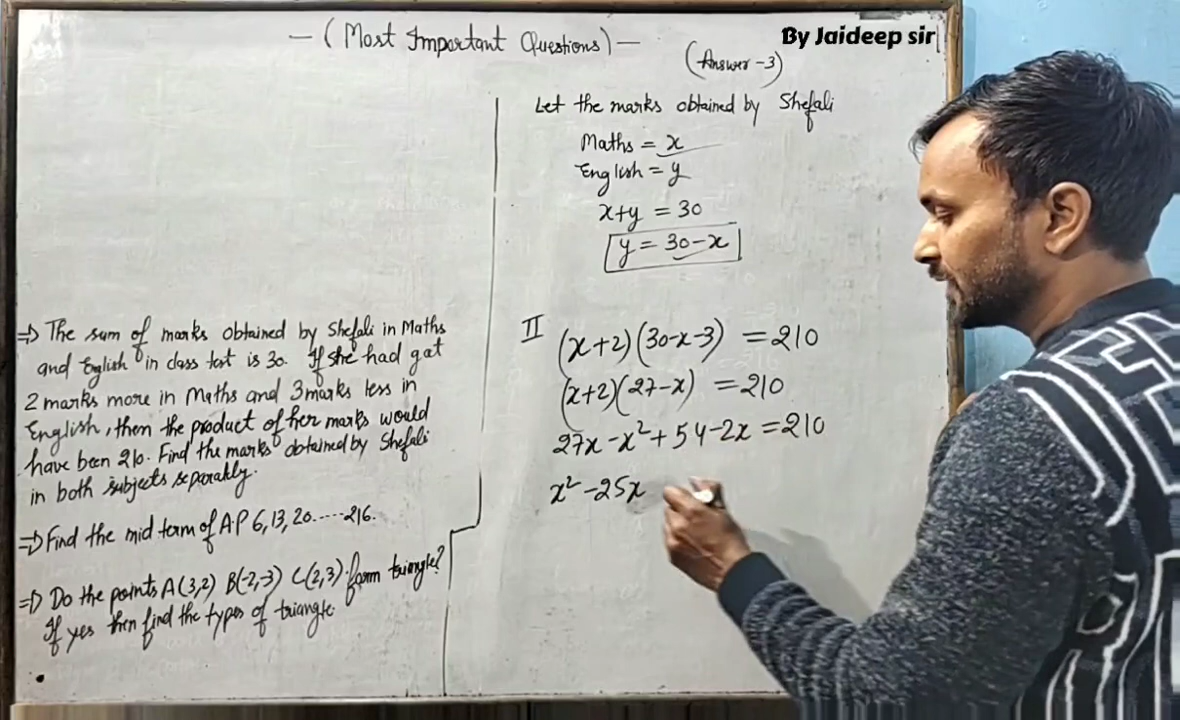 — (Most Important Questions) —
By Jaideep sir
(Answer - 3)
Let the marks obtained by Shefali
Maths = x
English = y
x+y = 30
y = 30-x
⇒ The sum of marks obtained by Shefali in Maths
and English in class test is 30. If she had got
2 marks more in Maths and 3 marks less in
English, then the product of her marks would
have been 210. Find the marks obtained by Shefali
in both subjects separately.
⇒ Find the mid term of A.P 6, 13, 20.....216.
⇒ Do the points A(3,2) B(-2,-3) C(2,3) form triangle?
If yes then find the types of triangle.
II (x+2)(30-x-3) = 210
(x+2)(27-x) = 210
27x - x² + 54 - 2x = 210
x² - 25x